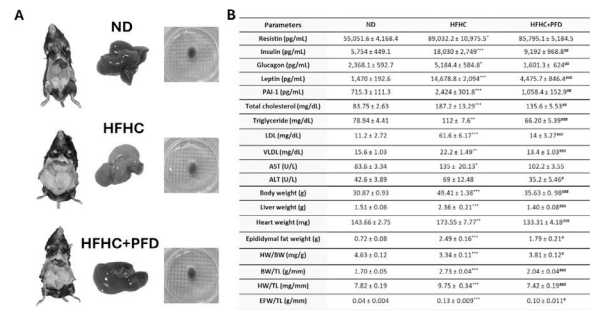 A
ND
HFHC
HFHC+PFD
B
Parameters ND HFHC HFHC+PFD
Resistin (pg/mL) 55,051.6 ± 4,168.4 89,032.2 ± 10,975.5* 85,795.1 ± 5,184.5
Insulin (pg/mL) 5,754 ± 449.1 18,030 ± 2,749*** 9,192 ± 968.8##
Glucagon (pg/mL) 2,368.1 ± 592.7 5,184.4 ± 584.8* 1,601.3 ± 624##
Leptin (pg/mL) 1,470 ± 192.6 14,678.8 ± 2,094*** 4,475.7 ± 846.4###
PAI-1 (pg/mL) 715.3 ± 111.3 2,424 ± 301.8*** 1,058.4 ± 152.9##
Total cholesterol (mg/dL) 83.75 ± 2.63 187.2 ± 13.29*** 135.6 ± 5.53##
Triglyceride (mg/dL) 78.94 ± 4.41 112 ± 7.6** 66.20 ± 5.39###
LDL (mg/dL) 11.2 ± 2.72 61.6 ± 6.17*** 14 ± 3.27###
VLDL (mg/dL) 15.6 ± 1.03 22.2 ± 1.49** 13.4 ± 1.03###
AST (U/L) 83.6 ± 3.34 135 ± 20.13* 102.2 ± 3.55
ALT (U/L) 42.6 ± 3.89 69 ± 12.48 35.2 ± 5.46#
Body weight (g) 30.87 ± 0.93 49.41 ± 1.38*** 35.63 ± 0.98###
Liver weight (g) 1.51 ± 0.06 2.36 ± 0.21*** 1.40 ± 0.08###
Heart weight (mg) 143.66 ± 2.75 173.55 ± 7.77** 133.31 ± 4.18###
Epididymal fat weight (g) 0.72 ± 0.08 2.49 ± 0.16*** 1.79 ± 0.21#
HW/BW (mg/g) 4.63 ± 0.12 3.34 ± 0.11*** 3.81 ± 0.12#
BW/TL (g/mm) 1.70 ± 0.05 2.73 ± 0.04*** 2.04 ± 0.04###
HW/TL (mg/mm) 7.82 ± 0.19 9.75 ± 0.34*** 7.42 ± 0.19###
EFW/TL (g/mm) 0.04 ± 0.004 0.13 ± 0.009*** 0.10 ± 0.011#